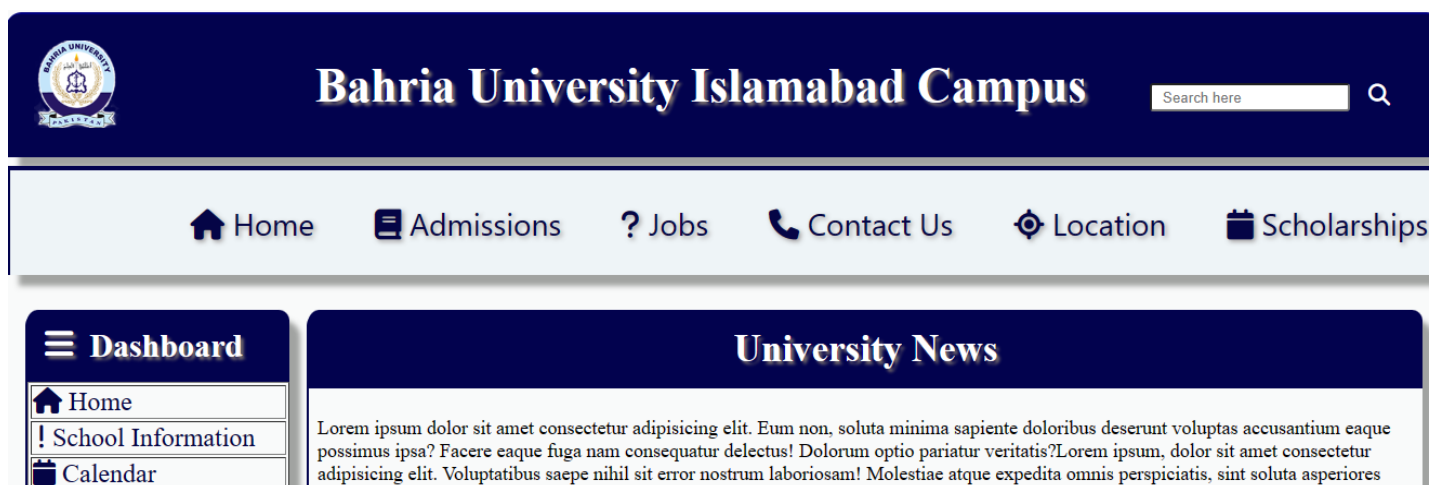 BAHRIA UNIVERSITY
PAKISTAN
Bahria University Islamabad Campus
Search here
Home Admissions ? Jobs Contact Us Location Scholarships
Dashboard
Home
! School Information
Calendar
University News
Lorem ipsum dolor sit amet consectetur adipisicing elit. Eum non, soluta minima sapiente doloribus deserunt voluptas accusantium eaque
possimus ipsa? Facere eaque fuga nam consequatur delectus! Dolorum optio pariatur veritatis?Lorem ipsum, dolor sit amet consectetur
adipisicing elit. Voluptatibus saepe nihil sit error nostrum laboriosam! Molestiae atque expedita omnis perspiciatis, sint soluta asperiores